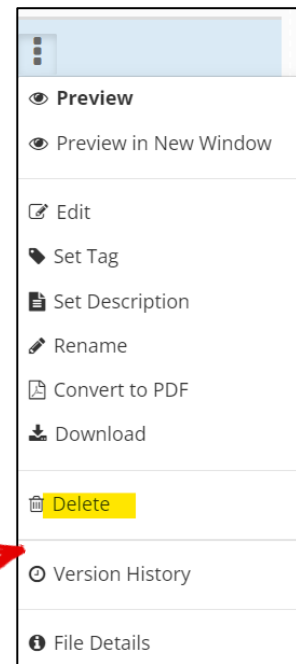 Preview
Preview in New Window
Edit
Set Tag
Set Description
Rename
Convert to PDF
Download
Delete
Version History
File Details